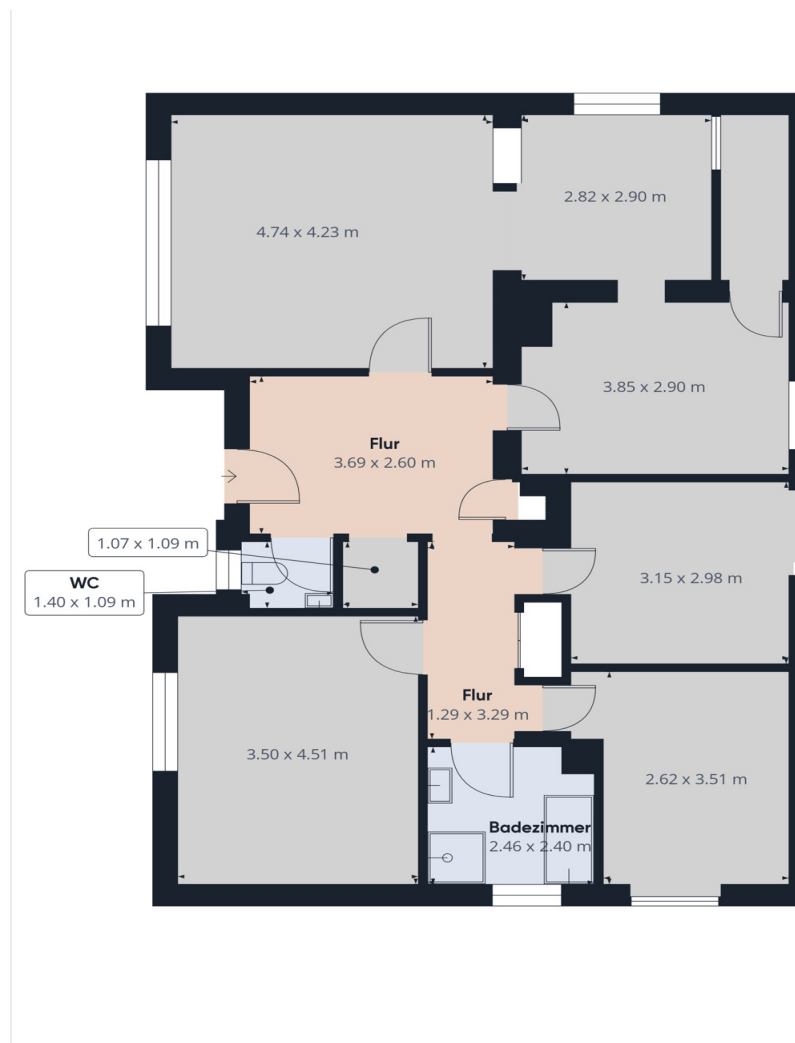 2.82 x 2.90 m
4.74 x 4.23 m
3.85 x 2.90 m
Flur
3.69 x 2.60 m
1.07 x 1.09 m
WC
1.40 x 1.09 m
3.15 x 2.98 m
Flur
1.29 x 3.29 m
3.50 x 4.51 m
2.62 x 3.51 m
Badezimmer
2.46 x 2.40 m